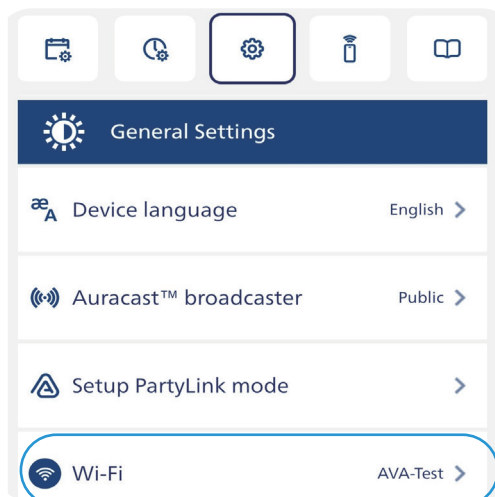 General Settings
Device language English
Auracast™ broadcaster Public
Setup PartyLink mode
Wi-Fi AVA-Test